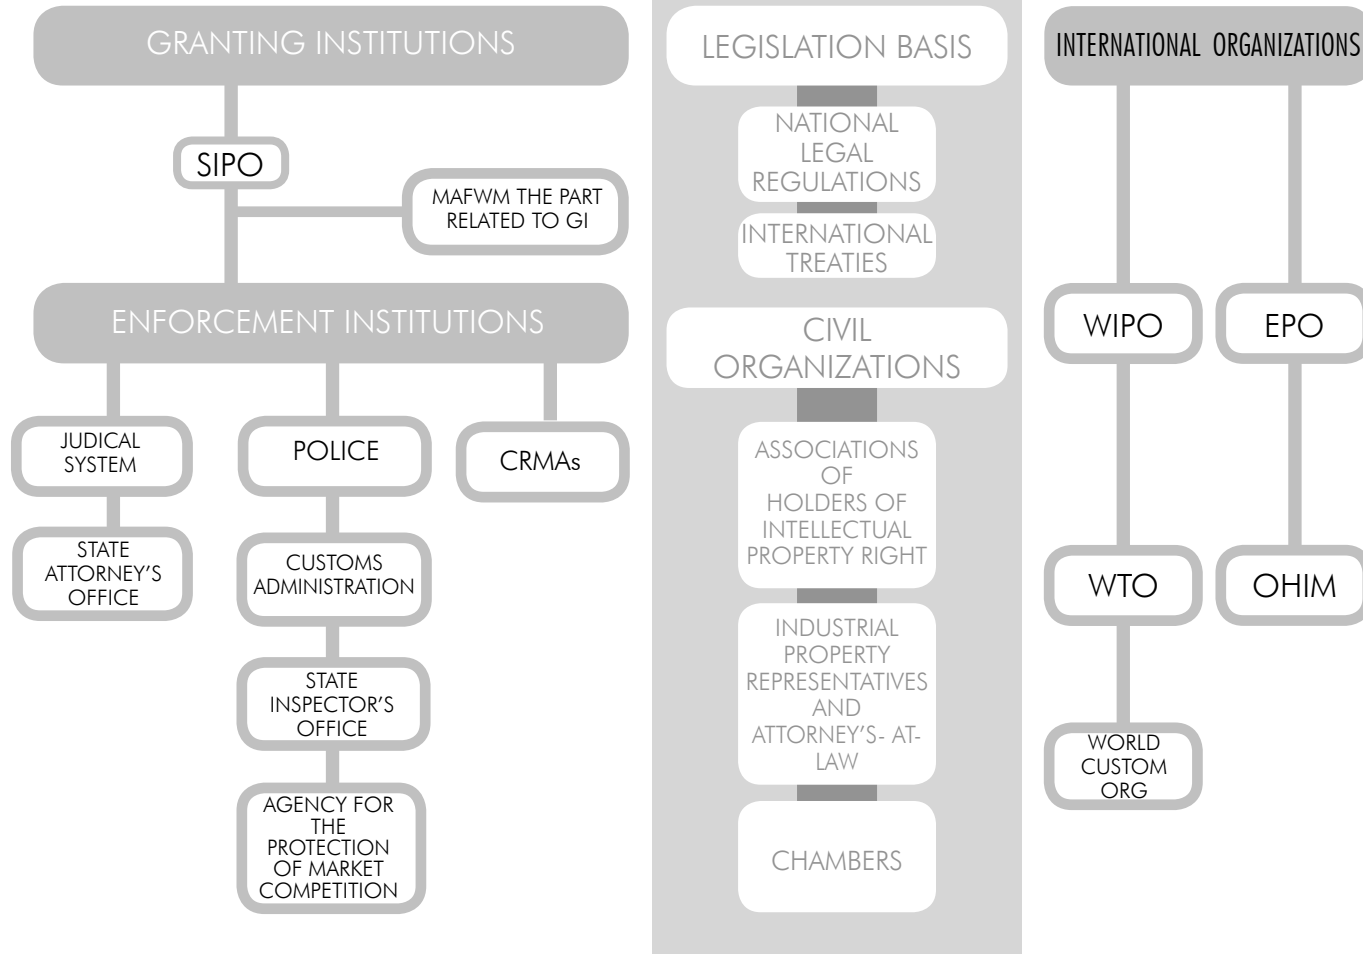 GRANTING INSTITUTIONS
SIPO
MAFWM THE PART
RELATED TO GI
ENFORCEMENT INSTITUTIONS
JUDICAL
SYSTEM
STATE
ATTORNEY'S
OFFICE
POLICE
CUSTOMS
ADMINISTRATION
STATE
INSPECTOR'S
OFFICE
AGENCY FOR
THE
PROTECTION
OF MARKET
COMPETITION
CRMAs
LEGISLATION BASIS
NATIONAL
LEGAL
REGULATIONS
INTERNATIONAL
TREATIES
CIVIL
ORGANIZATIONS
ASSOCIATIONS
OF
HOLDERS OF
INTELLECTUAL
PROPERTY RIGHT
INDUSTRIAL
PROPERTY
REPRESENTATIVES
AND
ATTORNEY'S- AT-
LAW
CHAMBERS
INTERNATIONAL ORGANIZATIONS
WIPO
WTO
WORLD
CUSTOM
ORG
EPO
OHIM